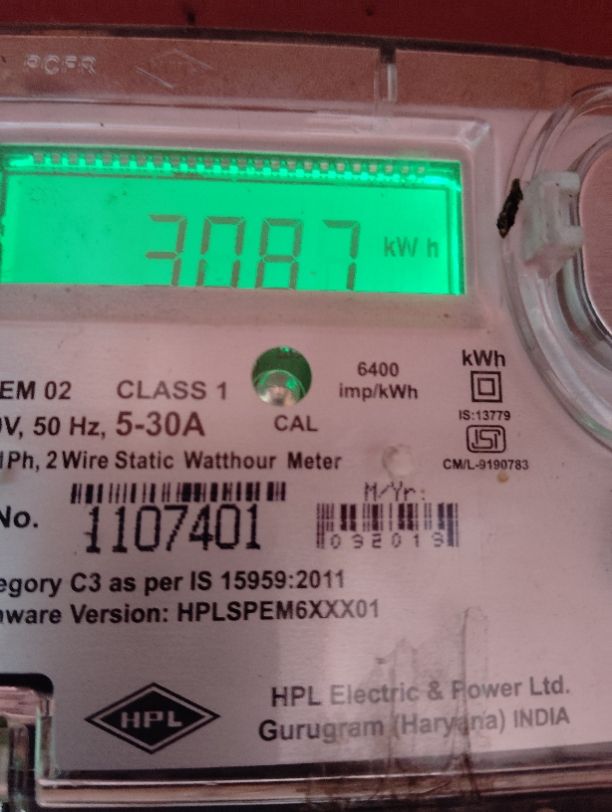 3087 kWh
EM 02 CLASS 1
6400
imp/kWh
kWh
IS:13779
V, 50 Hz, 5-30A
CAL
CM/L-9190783
1Ph, 2 Wire Static Watthour Meter
M/Yr:
No. 1107401
092019
egory C3 as per IS 15959:2011
ware Version: HPLSPEM6XXX01
HPL
HPL Electric & Power Ltd.
Gurugram (Haryana) INDIA